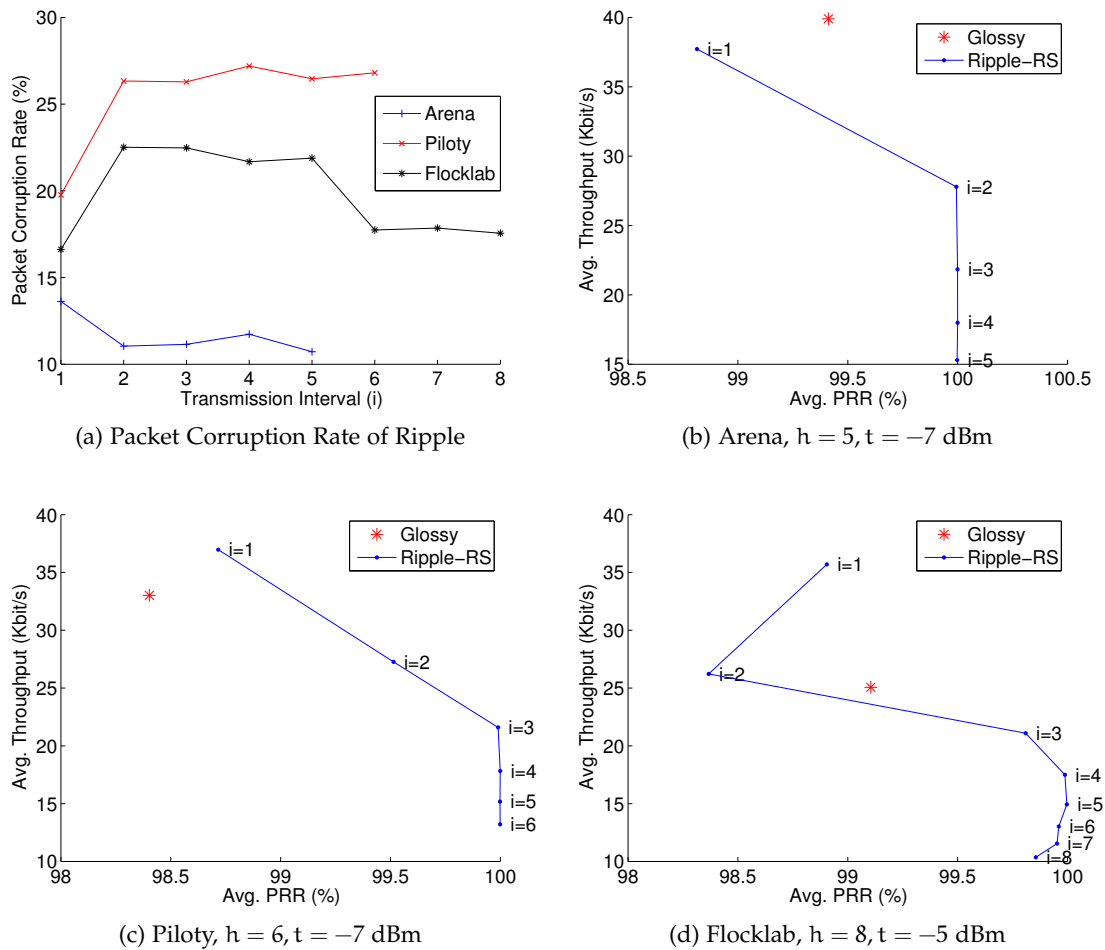 30
25
20
15
10
Packet Corruption Rate (%)
Arena
Piloty
Flocklab
1 2 3 4 5 6 7 8
Transmission Interval (i)
(a) Packet Corruption Rate of Ripple
40
35
30
25
20
15
Avg. Throughput (Kbit/s)
Glossy
Ripple-RS
i=1
i=2
i=3
i=4
i=5
98.5 99 99.5 100 100.5
Avg. PRR (%)
(b) Arena, h = 5, t = −7 dBm
40
35
30
25
20
15
10
Avg. Throughput (Kbit/s)
Glossy
Ripple-RS
i=1
i=2
i=3
i=4
i=5
i=6
98 98.5 99 99.5 100
Avg. PRR (%)
(c) Piloty, h = 6, t = −7 dBm
40
35
30
25
20
15
10
Avg. Throughput (Kbit/s)
Glossy
Ripple-RS
i=1
i=2
i=3
i=4
i=5
i=6
i=7
i=8
98 98.5 99 99.5 100
Avg. PRR (%)
(d) Flocklab, h = 8, t = −5 dBm